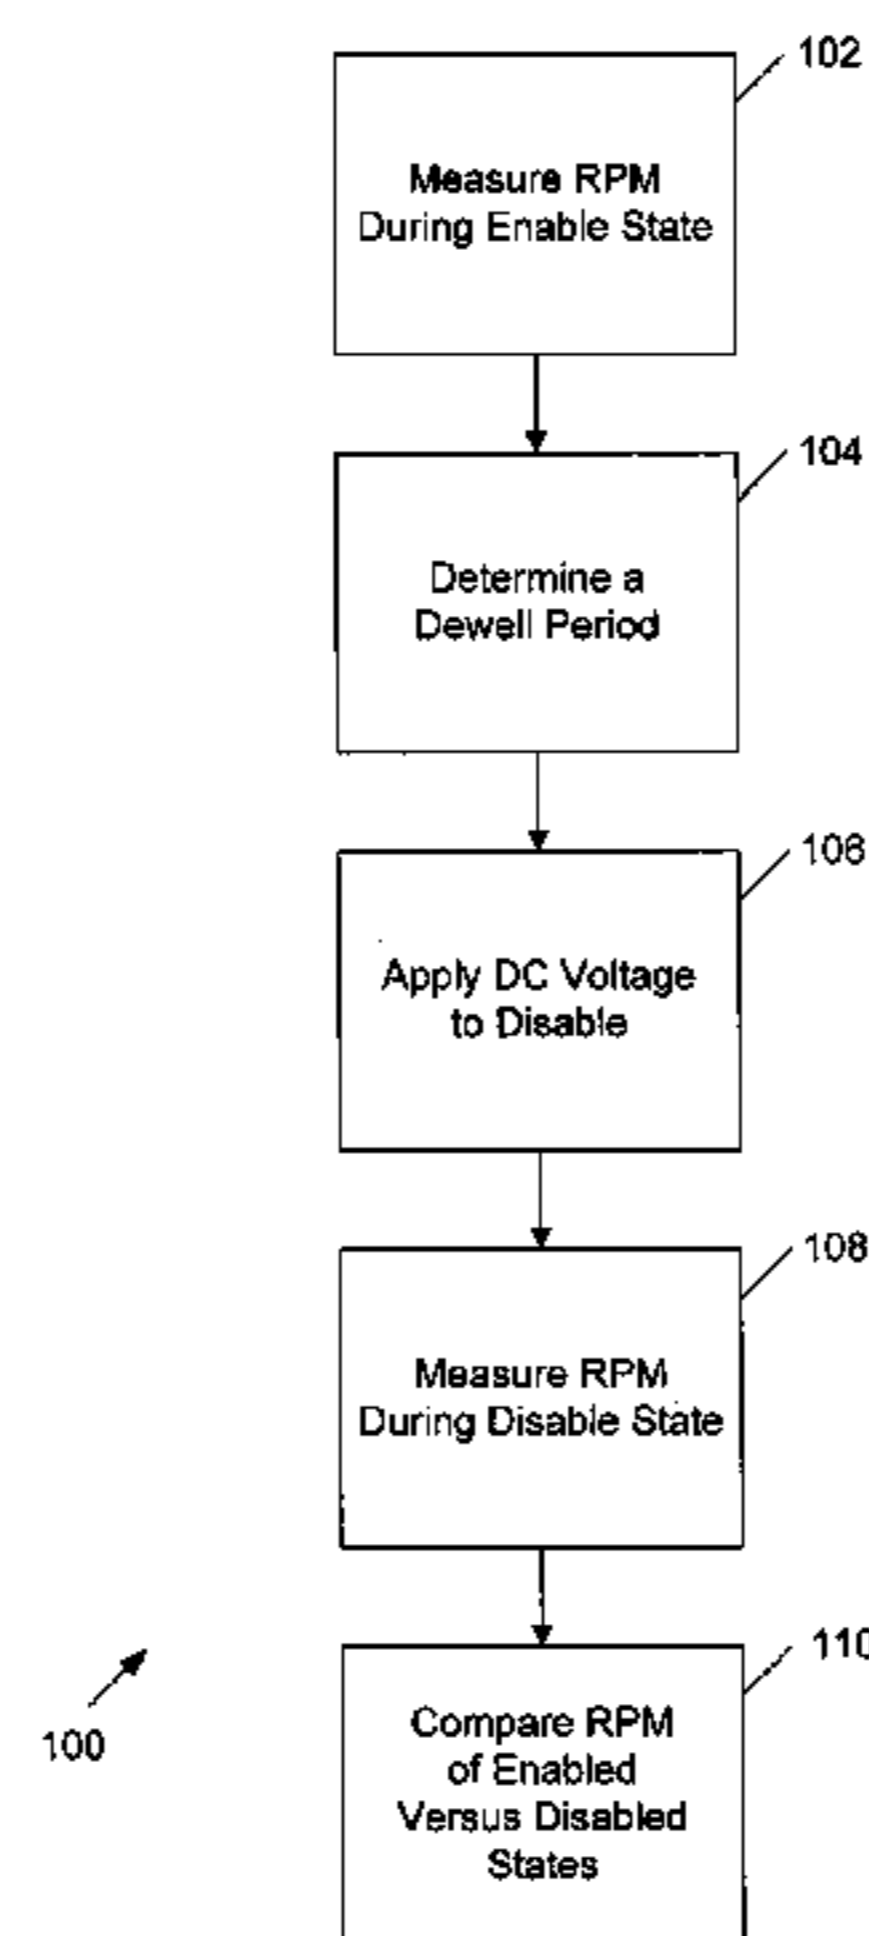 102
Measure RPM
During Enable State
104
Determine a
Dewell Period
106
Apply DC Voltage
to Disable
108
Measure RPM
During Disable State
110
Compare RPM
of Enabled
Versus Disabled
States
100